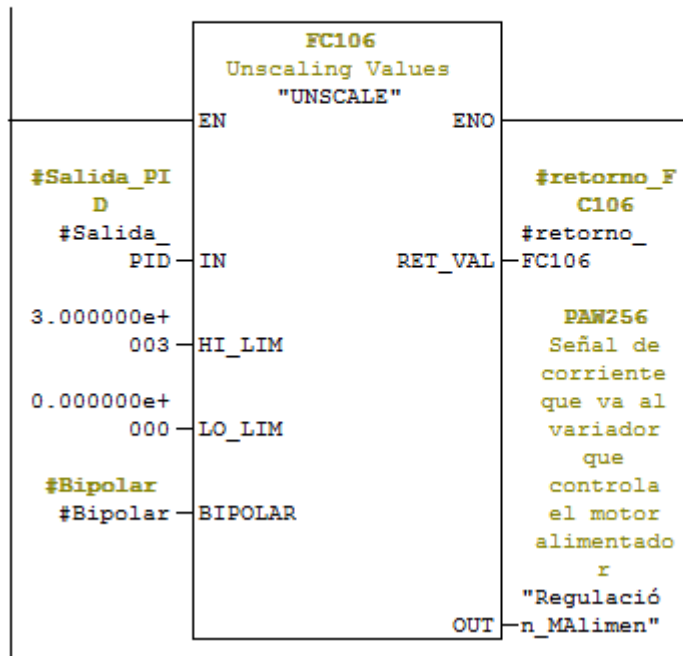 FC106
Unscaling Values
"UNSCALE"
EN
ENO
#Salida_PI
D
#Salida_
PID
IN
#retorno_F
C106
#retorno_
RET_VAL
FC106
3.000000e+
003
HI_LIM
0.000000e+
000
LO_LIM
#Bipolar
#Bipolar
BIPOLAR
PAW256
Señal de
corriente
que va al
variador
que
controla
el motor
alimentado
r
"Regulació
OUT
n_MAlimen"